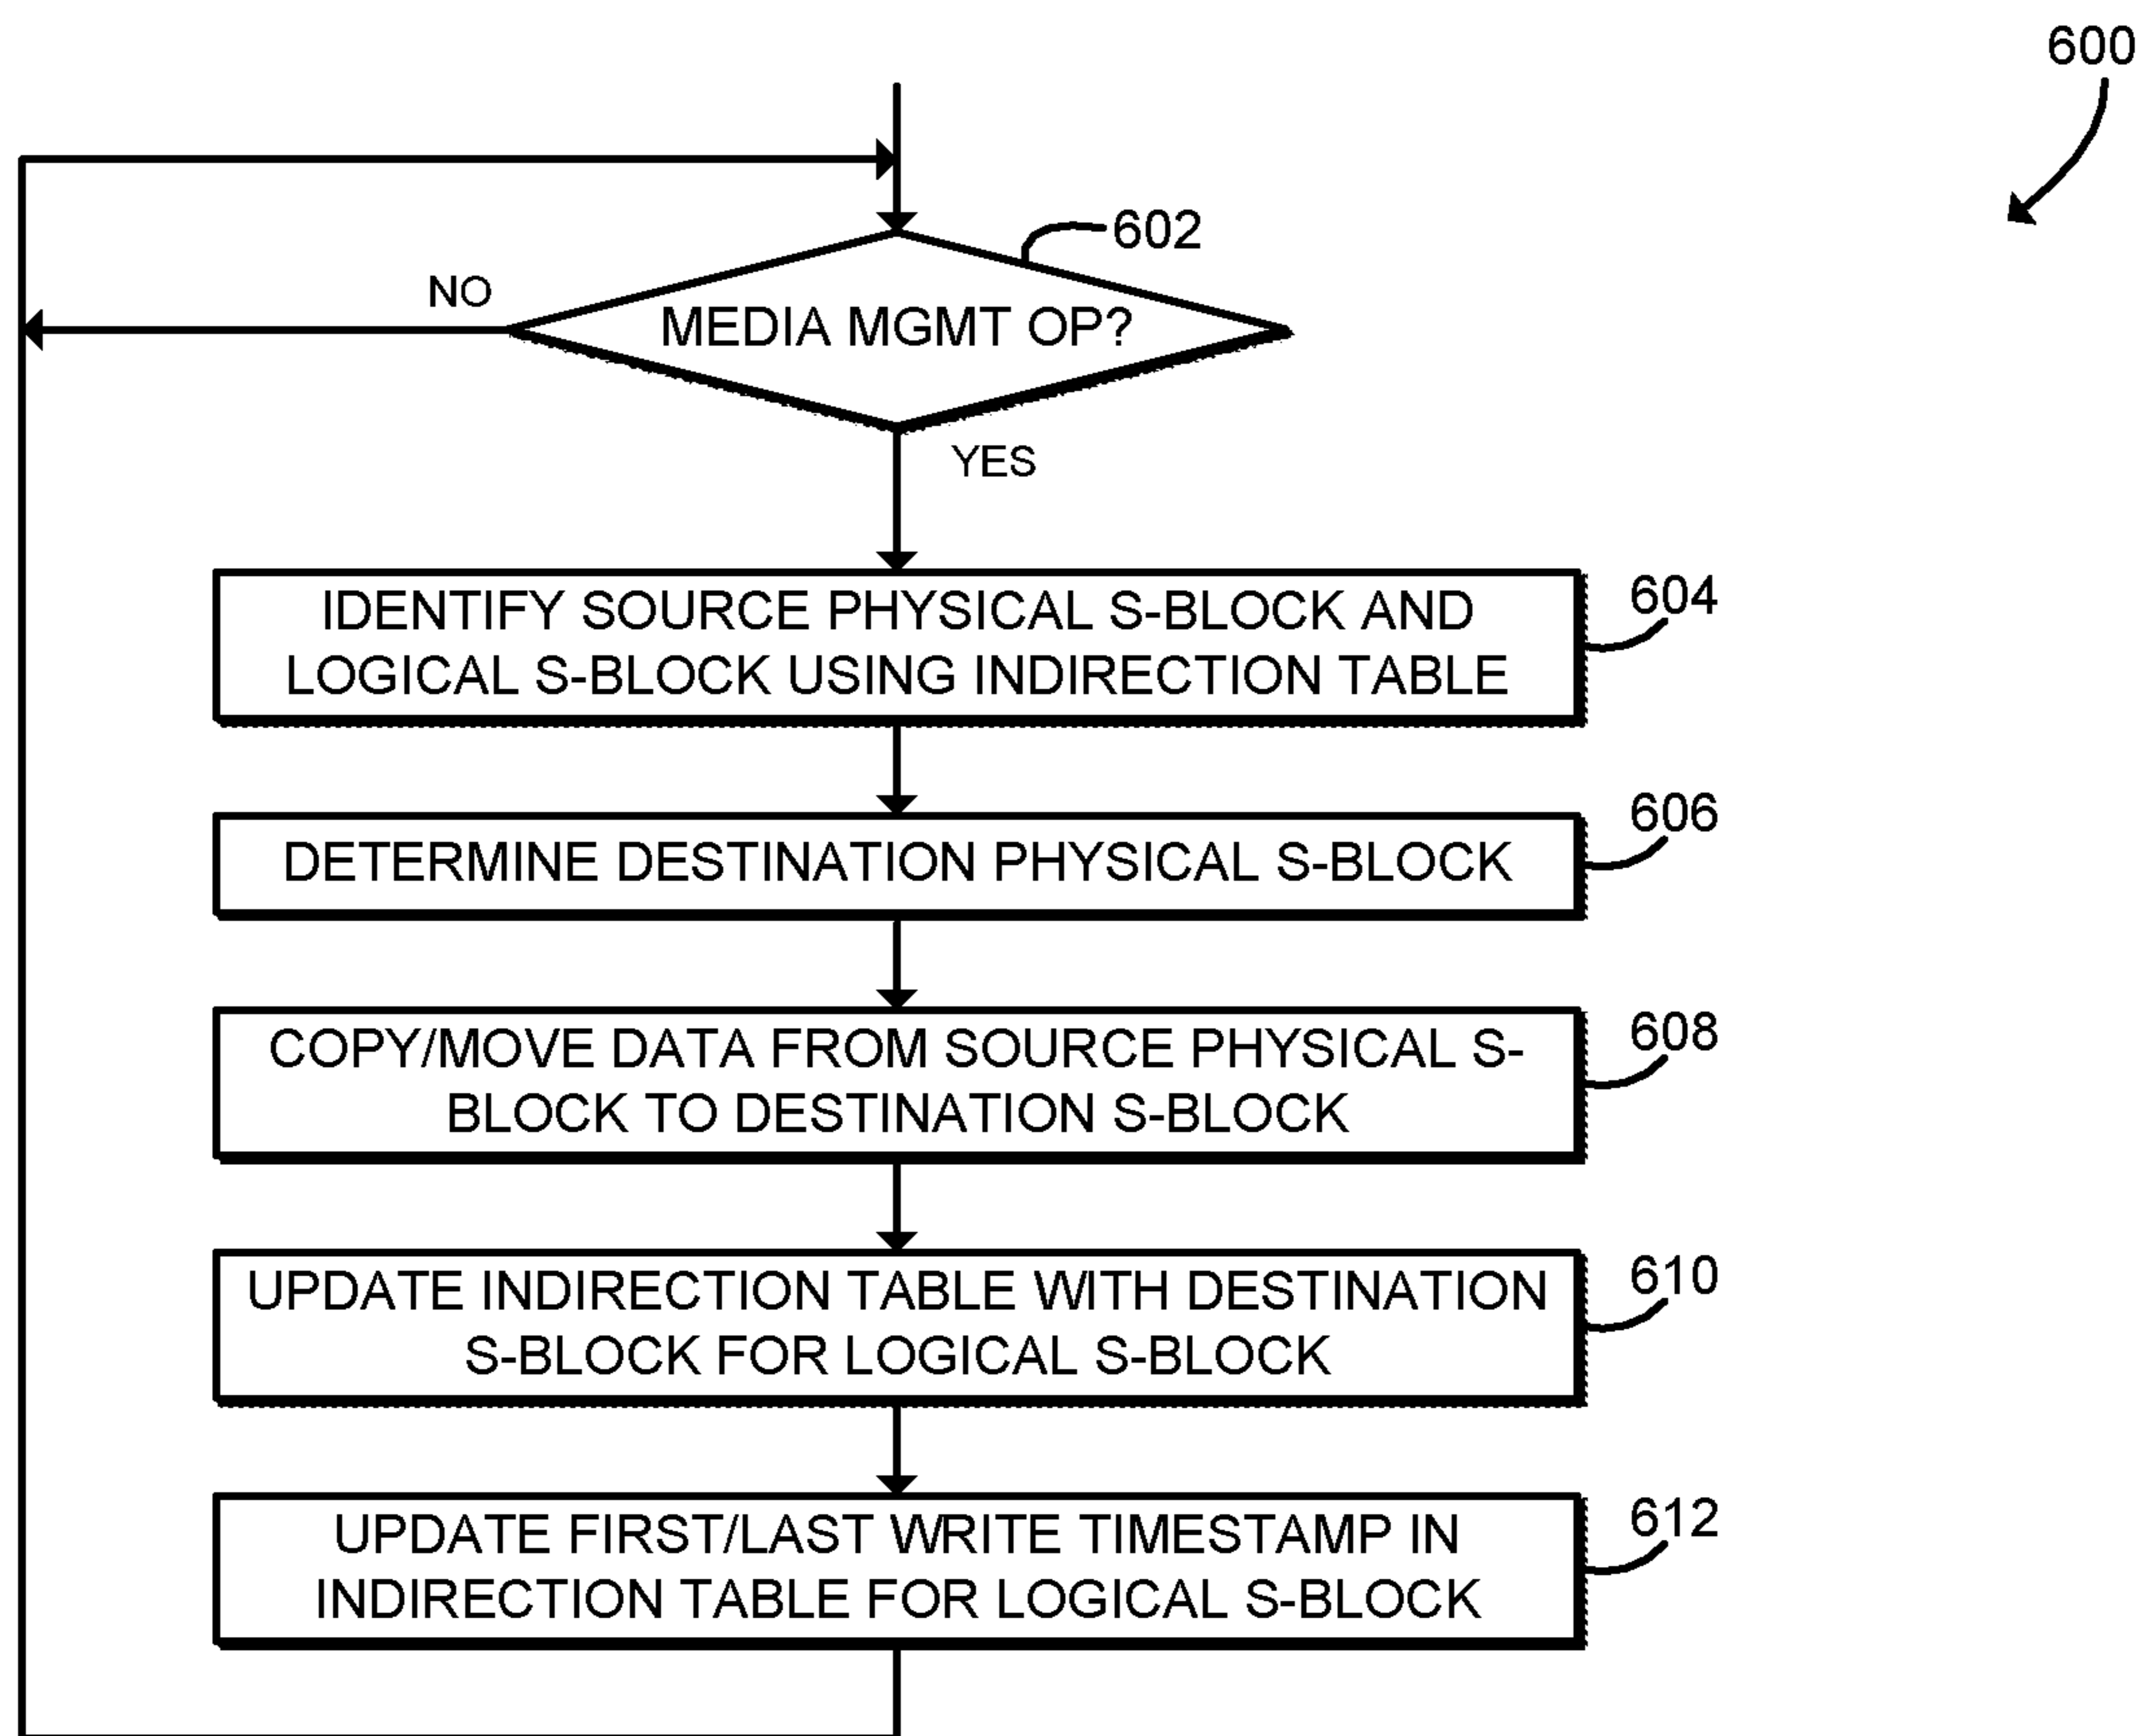 600
602
NO
MEDIA MGMT OP?
YES
604
IDENTIFY SOURCE PHYSICAL S-BLOCK AND
LOGICAL S-BLOCK USING INDIRECTION TABLE
606
DETERMINE DESTINATION PHYSICAL S-BLOCK
608
COPY/MOVE DATA FROM SOURCE PHYSICAL S-
BLOCK TO DESTINATION S-BLOCK
610
UPDATE INDIRECTION TABLE WITH DESTINATION
S-BLOCK FOR LOGICAL S-BLOCK
612
UPDATE FIRST/LAST WRITE TIMESTAMP IN
INDIRECTION TABLE FOR LOGICAL S-BLOCK